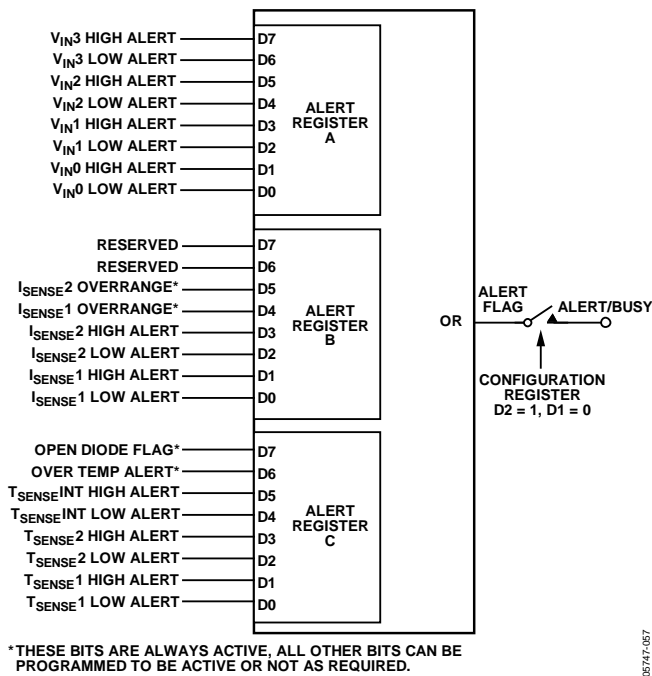 VIN3 HIGH ALERT D7
VIN3 LOW ALERT D6
VIN2 HIGH ALERT D5
VIN2 LOW ALERT D4
VIN1 HIGH ALERT D3
VIN1 LOW ALERT D2
VIN0 HIGH ALERT D1
VIN0 LOW ALERT D0
ALERT
REGISTER
A
RESERVED D7
RESERVED D6
ISENSE2 OVERRANGE* D5
ISENSE1 OVERRANGE* D4
ISENSE2 HIGH ALERT D3
ISENSE2 LOW ALERT D2
ISENSE1 HIGH ALERT D1
ISENSE1 LOW ALERT D0
ALERT
REGISTER
B
OPEN DIODE FLAG* D7
OVER TEMP ALERT* D6
TSENSEINT HIGH ALERT D5
TSENSEINT LOW ALERT D4
TSENSE2 HIGH ALERT D3
TSENSE2 LOW ALERT D2
TSENSE1 HIGH ALERT D1
TSENSE1 LOW ALERT D0
ALERT
REGISTER
C
OR
ALERT
FLAG
ALERT/BUSY
CONFIGURATION
REGISTER
D2 = 1, D1 = 0
*THESE BITS ARE ALWAYS ACTIVE, ALL OTHER BITS CAN BE
PROGRAMMED TO BE ACTIVE OR NOT AS REQUIRED.
05747-057